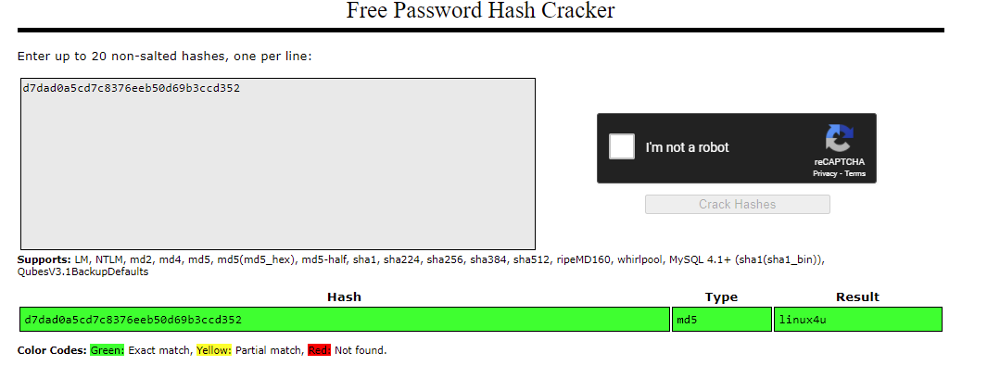 Free Password Hash Cracker
Enter up to 20 non-salted hashes, one per line:
d7dad0a5cd7c8376eeb50d69b3ccd352
I'm not a robot
reCAPTCHA
Privacy - Terms
Crack Hashes
Supports: LM, NTLM, md2, md4, md5, md5(md5_hex), md5-half, sha1, sha224, sha256, sha384, sha512, ripeMD160, whirlpool, MySQL 4.1+ (sha1(sha1_bin)),
QubesV3.1BackupDefaults
Hash Type Result
d7dad0a5cd7c8376eeb50d69b3ccd352 md5 linux4u
Color Codes: Green: Exact match, Yellow: Partial match, Red: Not found.